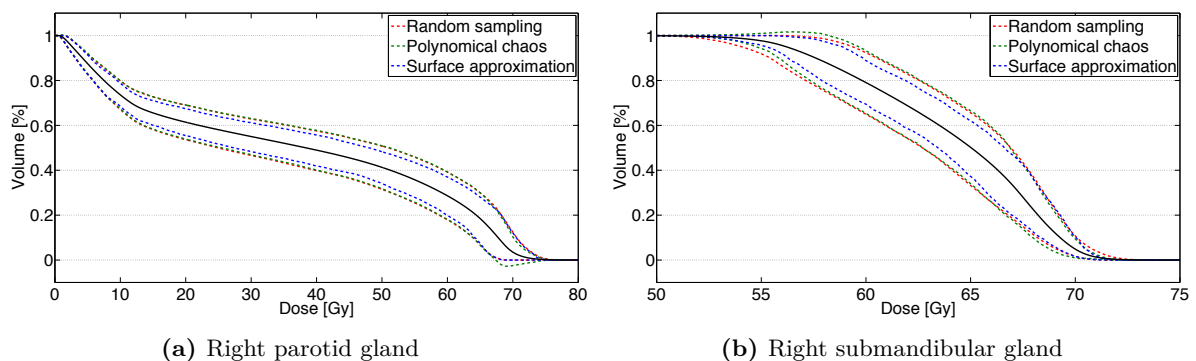 Random sampling
Polynomical chaos
Surface approximation
1
0.8
0.6
0.4
0.2
0
Volume [%]
0 10 20 30 40 50 60 70 80
Dose [Gy]
(a) Right parotid gland
Random sampling
Polynomical chaos
Surface approximation
1
0.8
0.6
0.4
0.2
0
Volume [%]
50 55 60 65 70 75
Dose [Gy]
(b) Right submandibular gland